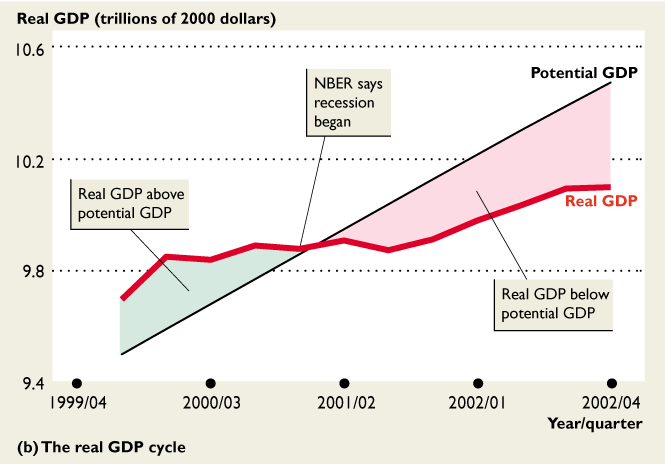 Real GDP (trillions of 2000 dollars)
10.6
Potential GDP
NBER says
recession
began
10.2
Real GDP above
potential GDP
Real GDP
9.8
Real GDP below
potential GDP
9.4
1999/04
2000/03
2001/02
2002/01
2002/04
Year/quarter
(b) The real GDP cycle